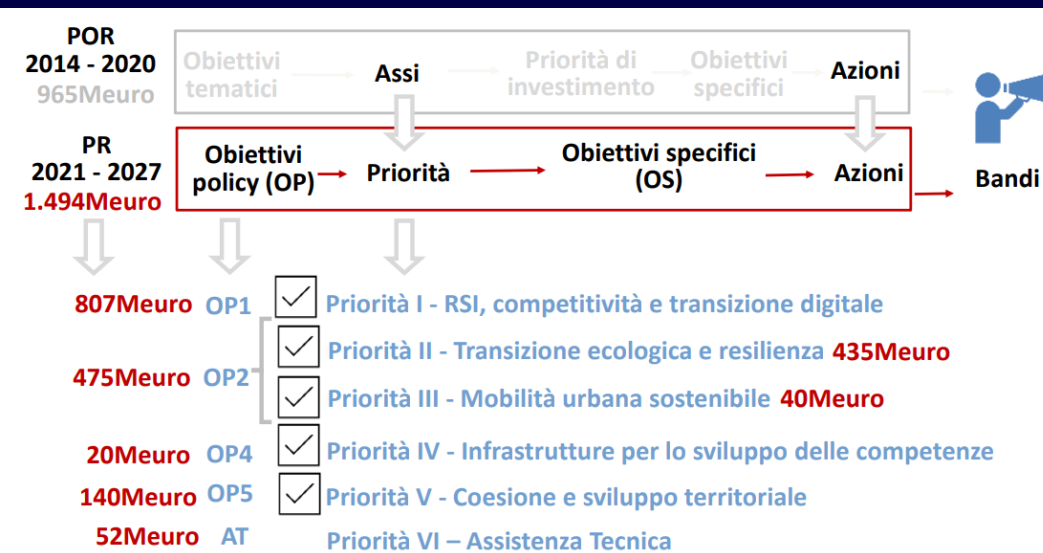 POR
2014 - 2020
965Meuro
Obiettivi
tematici
Assi
Priorità di
investimento
Obiettivi
specifici
Azioni
PR
2021 - 2027
1.494Meuro
Obiettivi
policy (OP)
Priorità
Obiettivi specifici
(OS)
Azioni
Bandi
807Meuro OP1 Priorità I - RSI, competitività e transizione digitale
475Meuro OP2
Priorità II - Transizione ecologica e resilienza 435Meuro
Priorità III - Mobilità urbana sostenibile 40Meuro
20Meuro OP4 Priorità IV - Infrastrutture per lo sviluppo delle competenze
140Meuro OP5 Priorità V - Coesione e sviluppo territoriale
52Meuro AT Priorità VI – Assistenza Tecnica